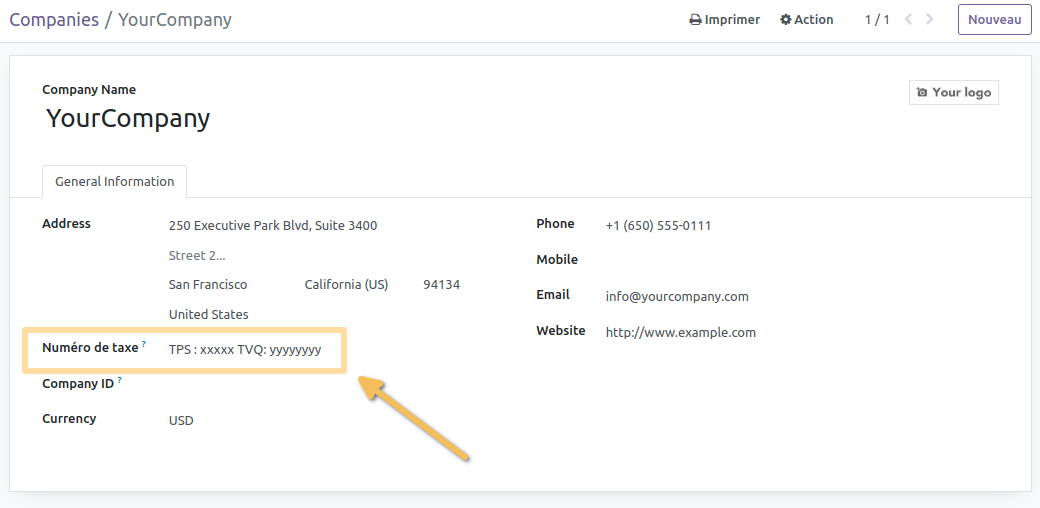 Companies / YourCompany
Imprimer Action 1 / 1 Nouveau
Company Name
YourCompany
Your logo
General Information
Address 250 Executive Park Blvd, Suite 3400
Street 2...
San Francisco California (US) 94134
United States
Numéro de taxe ? TPS : xxxxx TVQ: yyyyyyyy
Company ID ?
Currency USD
Phone +1 (650) 555-0111
Mobile
Email info@yourcompany.com
Website http://www.example.com